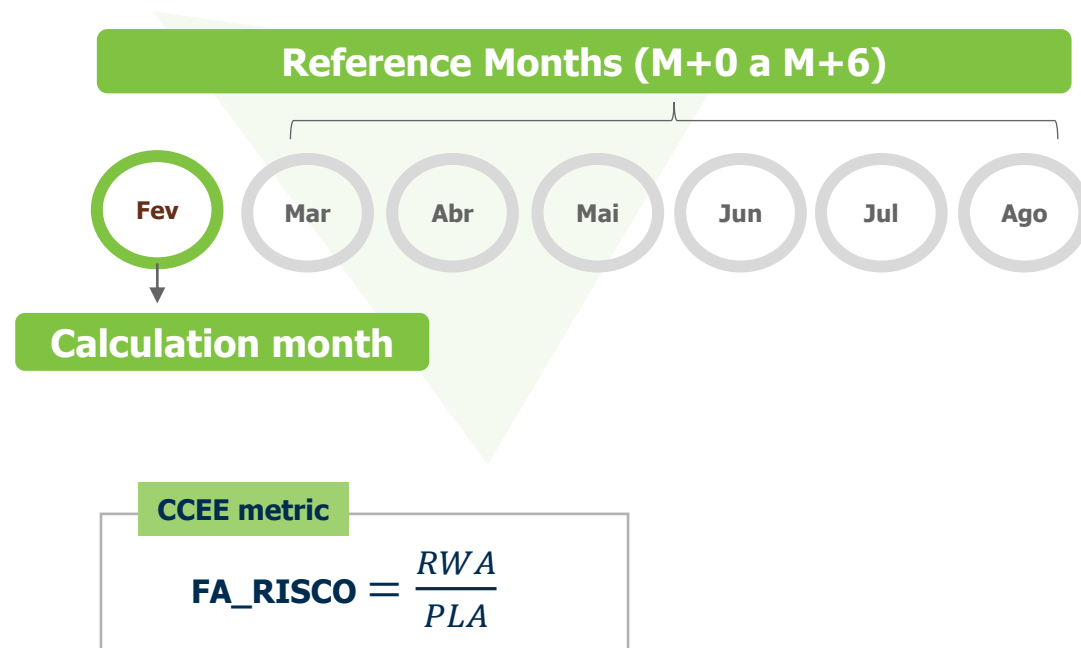 Reference Months (M+0 a M+6)
Fev Mar Abr Mai Jun Jul Ago
Calculation month
CCEE metric
FA_RISCO = RWA / PLA